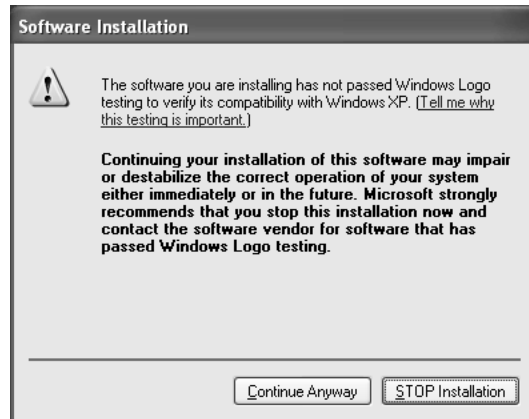 Software Installation
The software you are installing has not passed Windows Logo
testing to verify its compatibility with Windows XP. (Tell me why
this testing is important.)
Continuing your installation of this software may impair
or destabilize the correct operation of your system
either immediately or in the future. Microsoft strongly
recommends that you stop this installation now and
contact the software vendor for software that has
passed Windows Logo testing.
Continue Anyway
STOP Installation